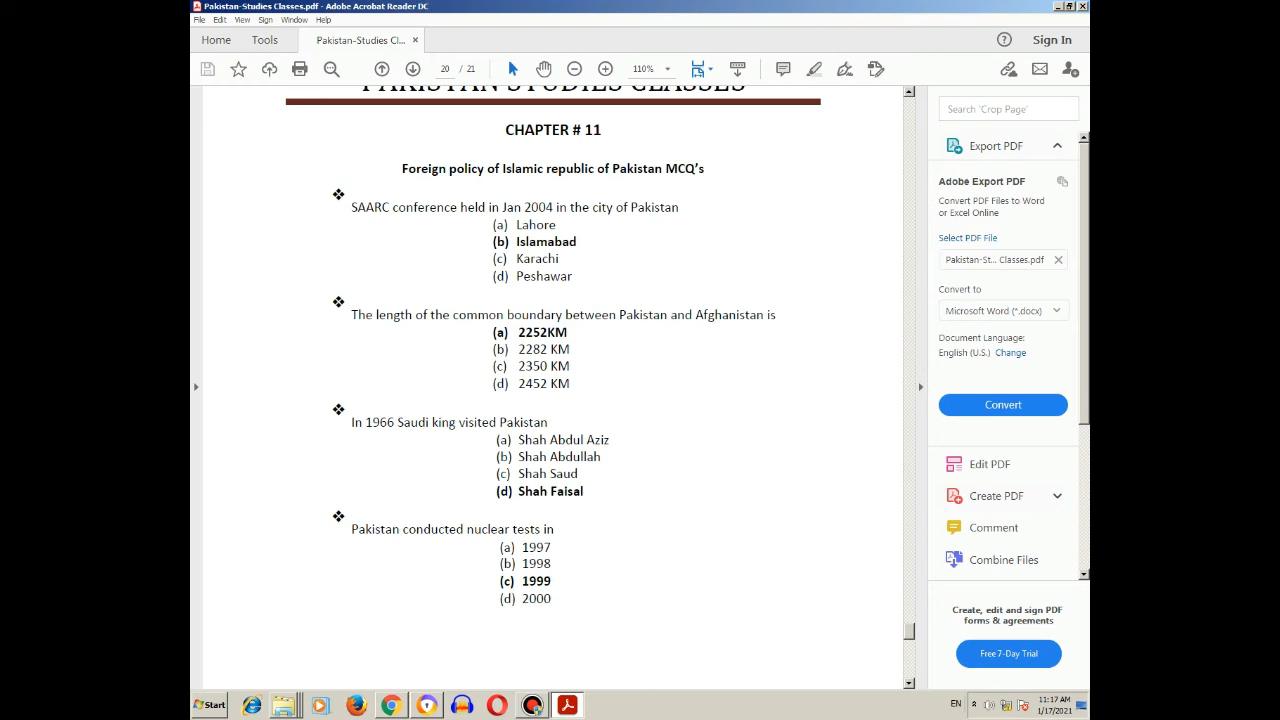 Pakistan-Studies Classes.pdf - Adobe Acrobat Reader DC
File Edit View Sign Window Help
Home Tools Pakistan-Studies Cl... × Sign In
20 / 21 110%
PAKISTAN STUDIES CLASSES
CHAPTER # 11
Foreign policy of Islamic republic of Pakistan MCQ's
❖
SAARC conference held in Jan 2004 in the city of Pakistan
(a) Lahore
(b) Islamabad
(c) Karachi
(d) Peshawar
❖
The length of the common boundary between Pakistan and Afghanistan is
(a) 2252KM
(b) 2282 KM
(c) 2350 KM
(d) 2452 KM
❖
In 1966 Saudi king visited Pakistan
(a) Shah Abdul Aziz
(b) Shah Abdullah
(c) Shah Saud
(d) Shah Faisal
❖
Pakistan conducted nuclear tests in
(a) 1997
(b) 1998
(c) 1999
(d) 2000
Search 'Crop Page'
Export PDF
Adobe Export PDF
Convert PDF Files to Word
or Excel Online
Select PDF File
Pakistan-St... Classes.pdf
Convert to
Microsoft Word (*.docx)
Document Language:
English (U.S.) Change
Convert
Edit PDF
Create PDF
Comment
Combine Files
Create, edit and sign PDF
forms & agreements
Free 7-Day Trial
Start
EN
11:17 AM
1/17/2021